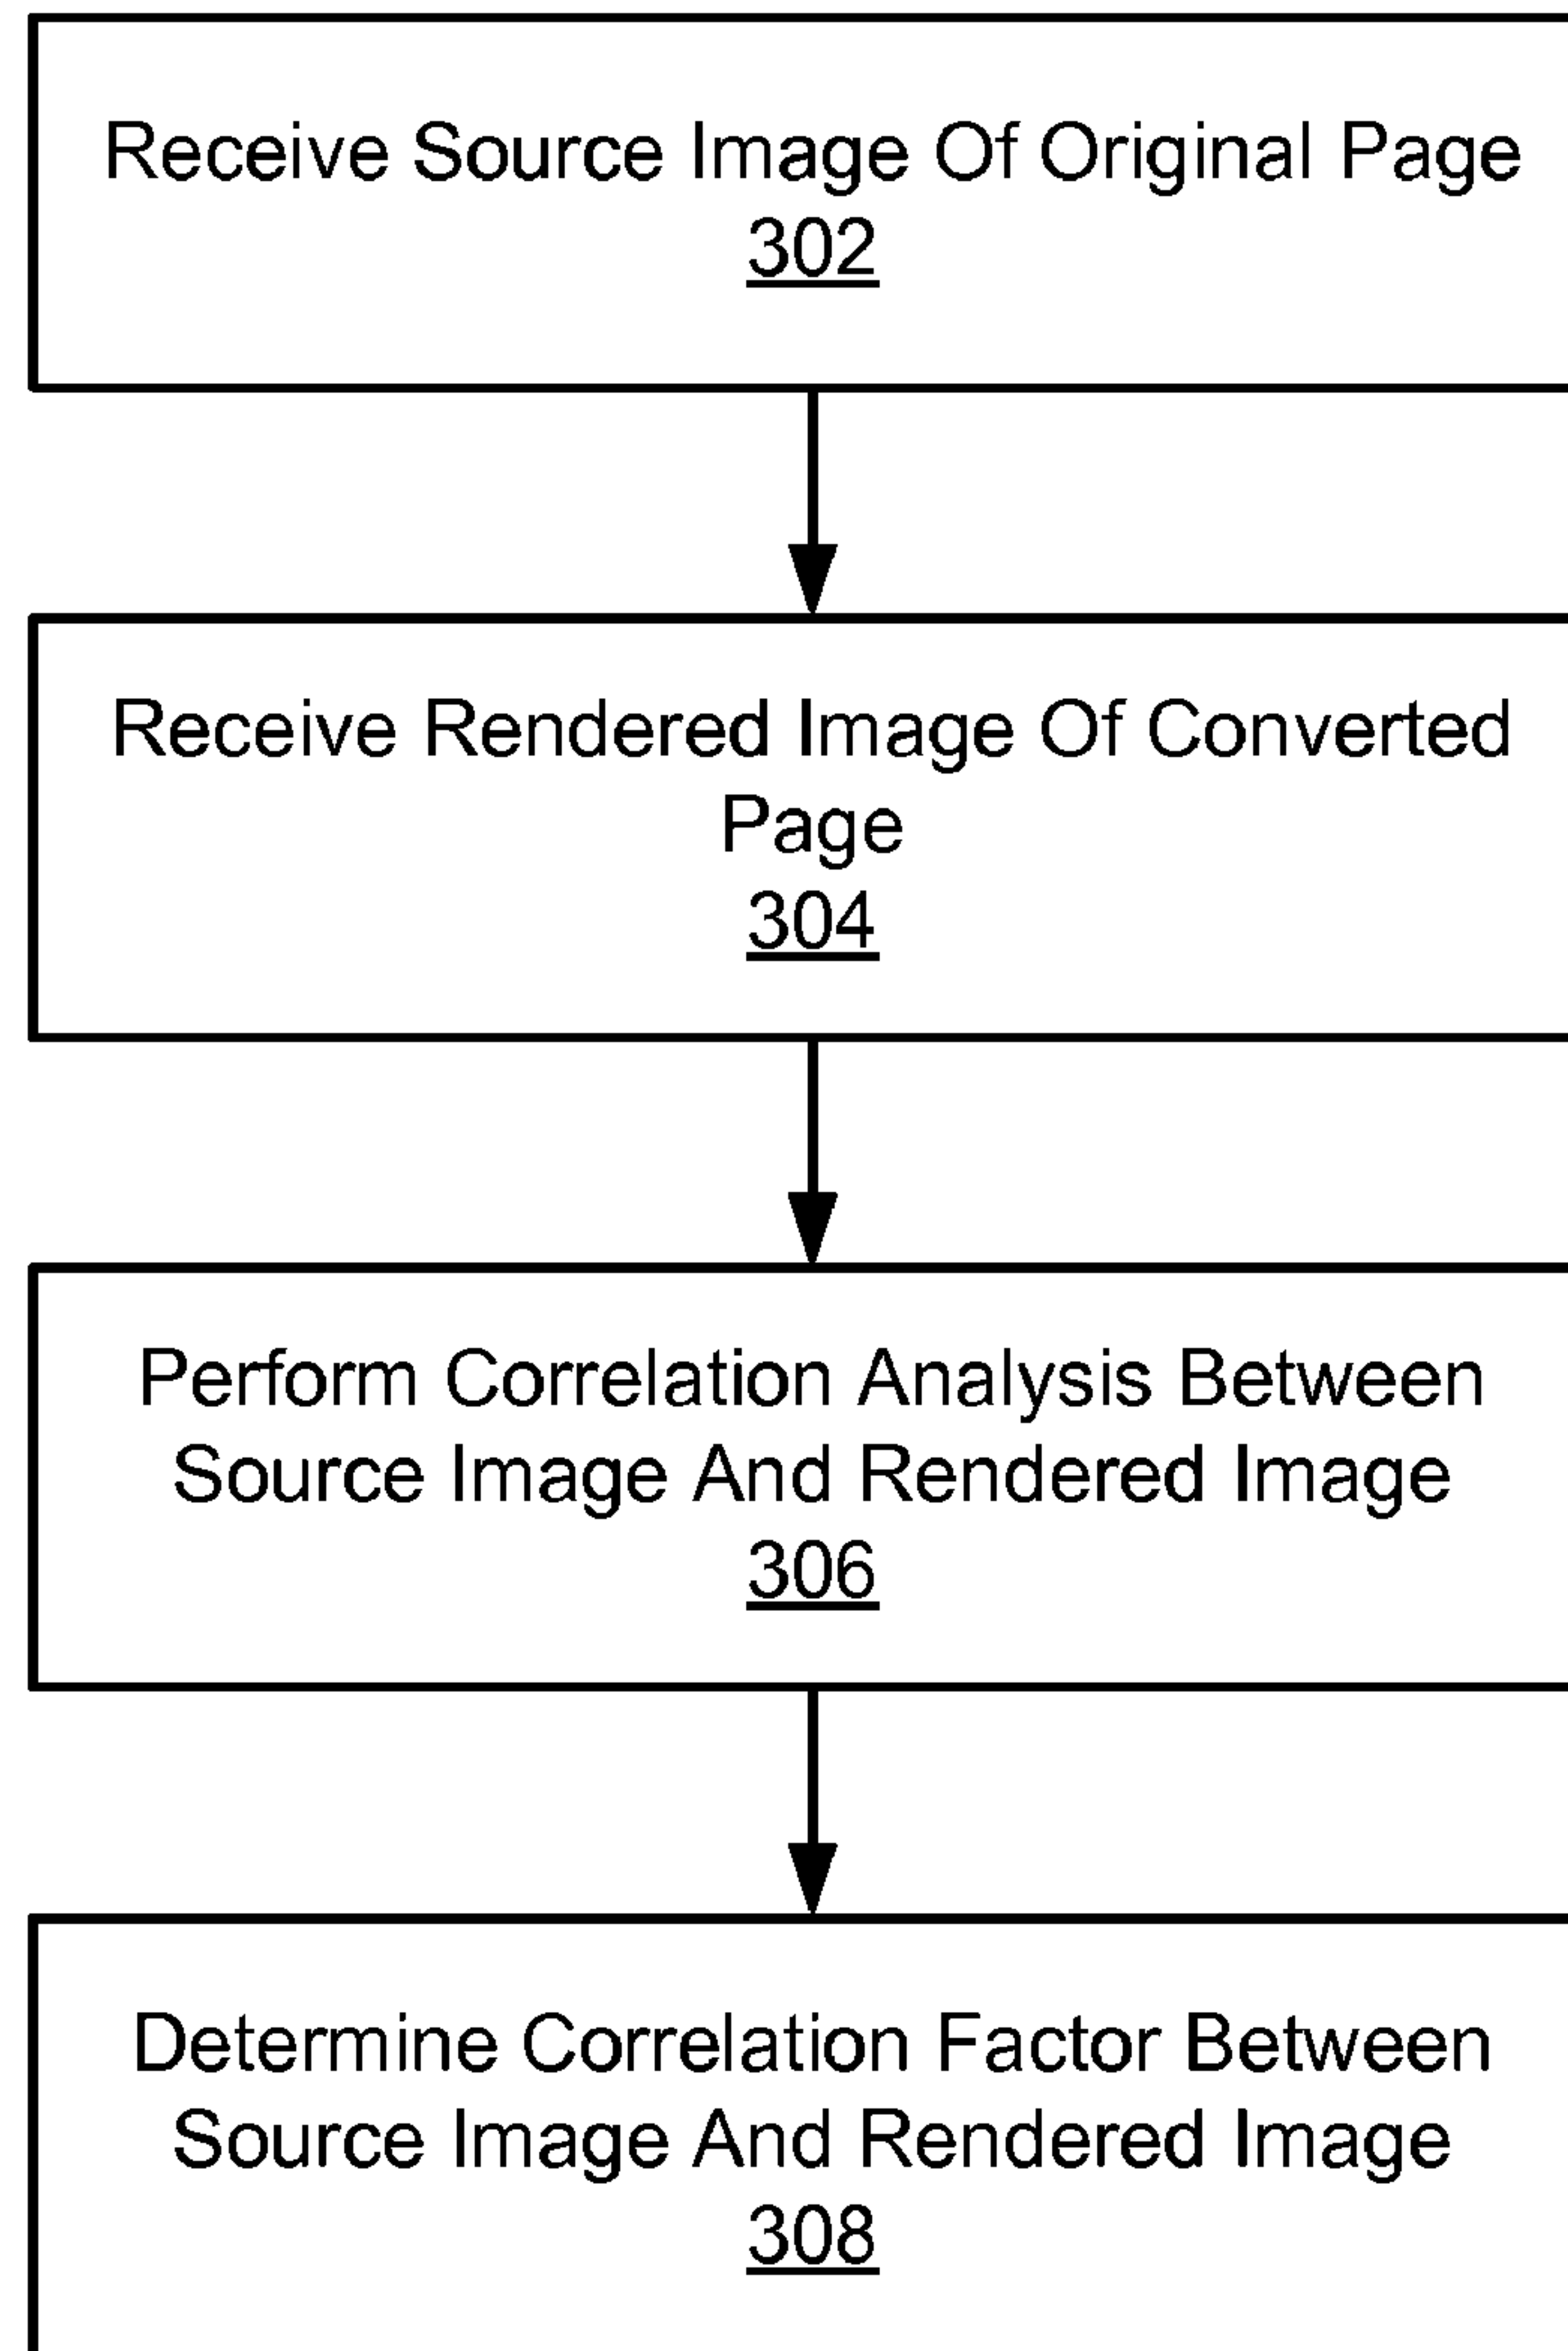 Receive Source Image Of Original Page
302
Receive Rendered Image Of Converted
Page
304
Perform Correlation Analysis Between
Source Image And Rendered Image
306
Determine Correlation Factor Between
Source Image And Rendered Image
308